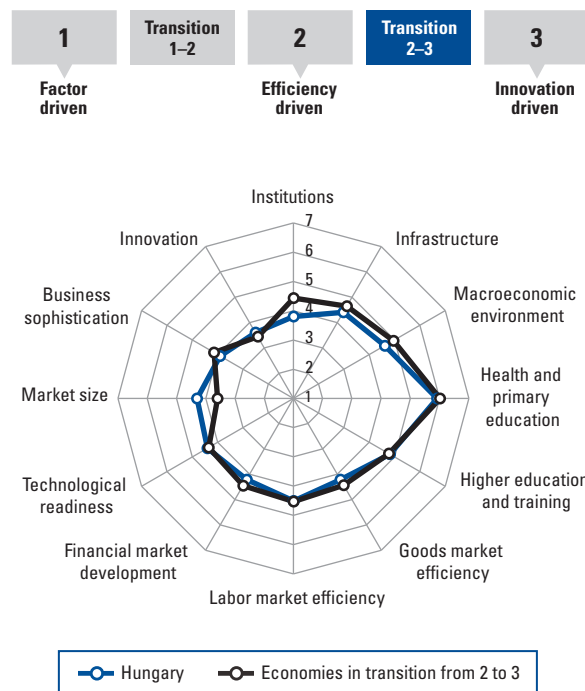 1
Transition
1–2
2
Transition
2–3
3
Factor
driven
Efficiency
driven
Innovation
driven
Institutions
7
Innovation
6
Infrastructure
5
Business
sophistication
4
Macroeconomic
environment
3
2
Market size
1
Health and
primary
education
Technological
readiness
Higher education
and training
Financial market
development
Goods market
efficiency
Labor market efficiency
Hungary
Economies in transition from 2 to 3